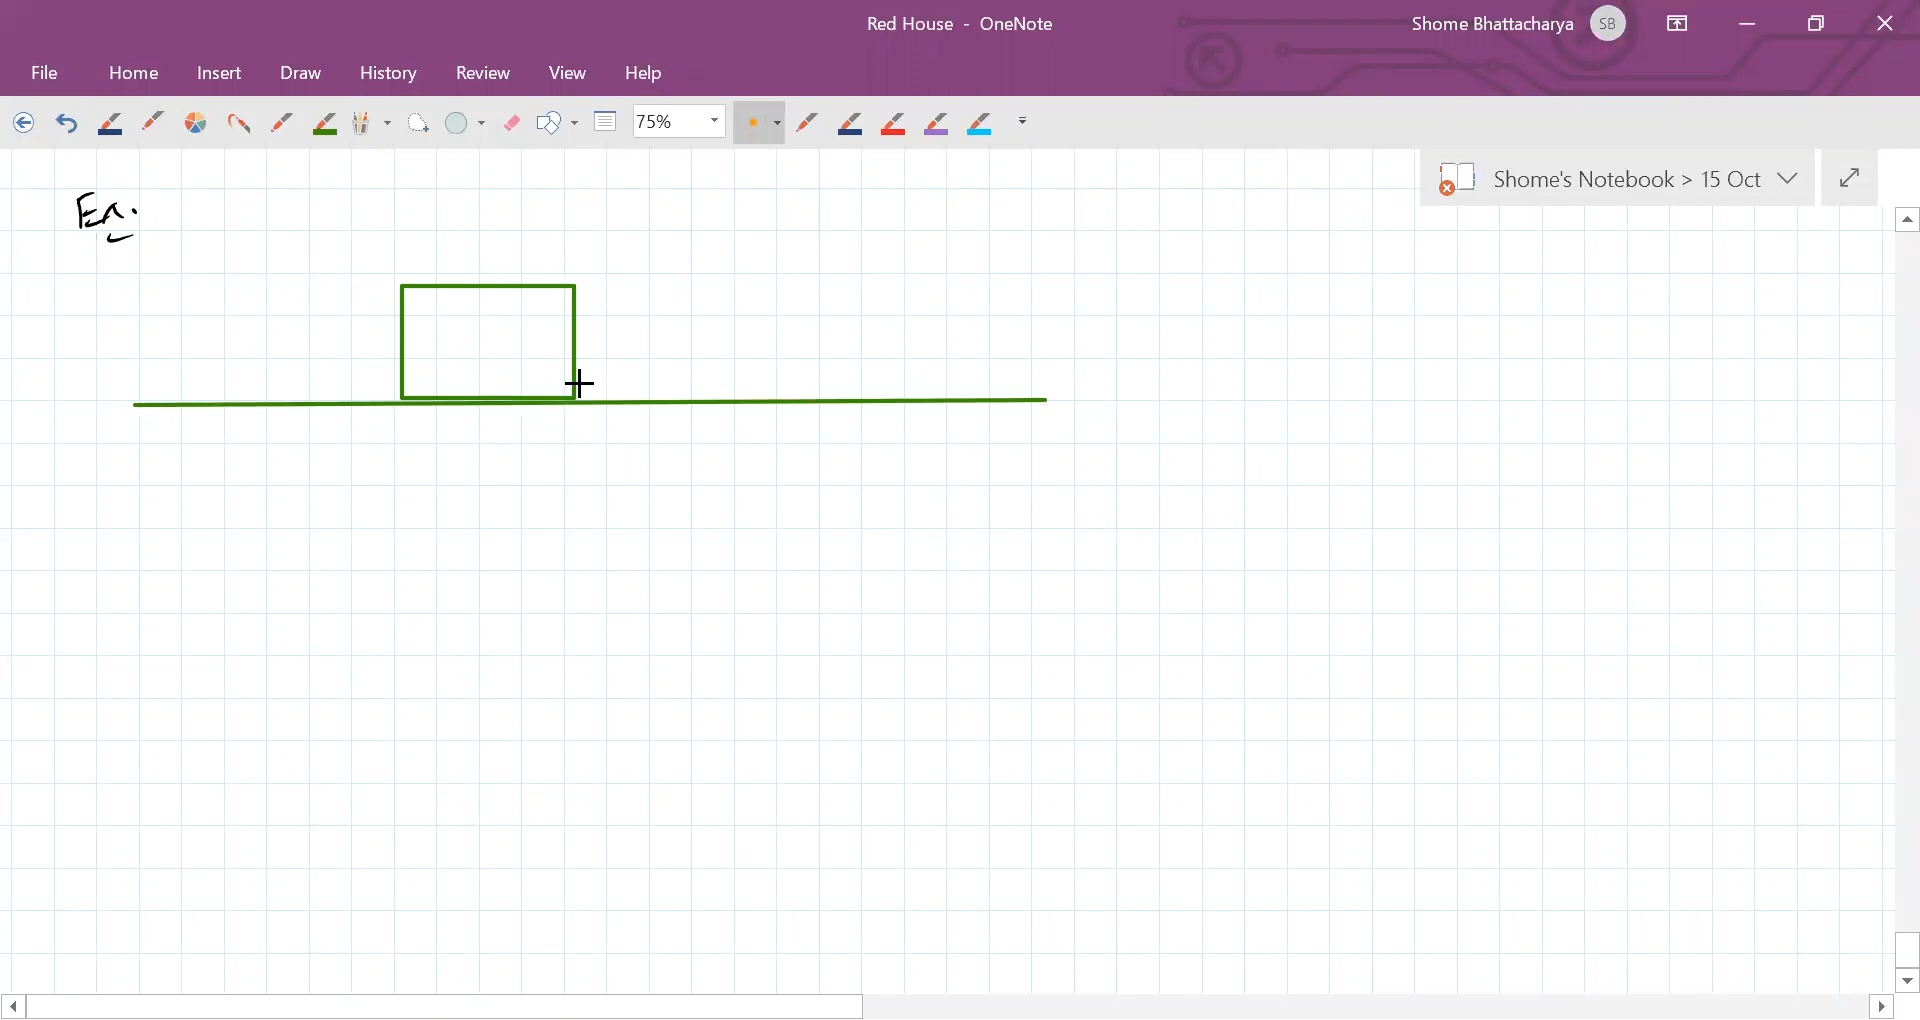 Red House - OneNote
Shome Bhattacharya SB
File Home Insert Draw History Review View Help
75%
Shome's Notebook > 15 Oct
Ex.